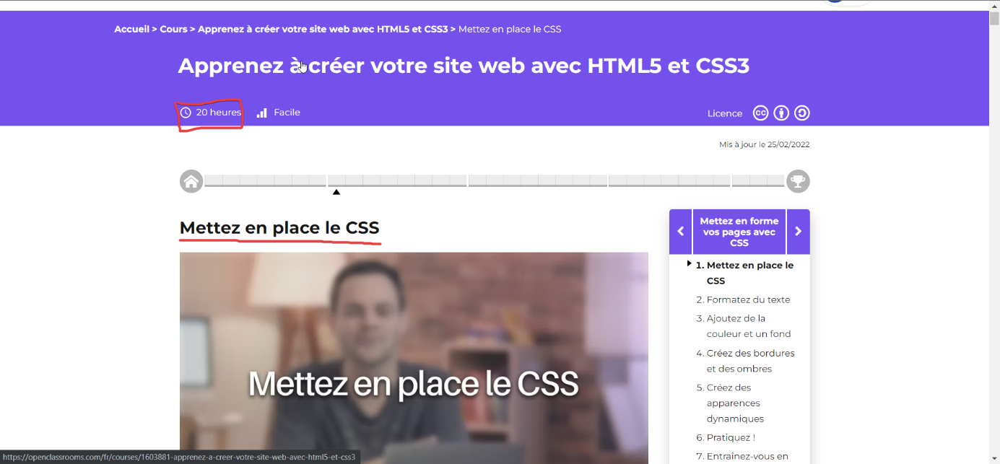 Accueil > Cours > Apprenez à créer votre site web avec HTML5 et CSS3 > Mettez en place le CSS
Apprenez à créer votre site web avec HTML5 et CSS3
20 heures Facile
Licence cc
Mis à jour le 25/02/2022
Mettez en place le CSS
Mettez en place le CSS
Mettez en forme
vos pages avec
CSS
1. Mettez en place le
CSS
2. Formatez du texte
3. Ajoutez de la
couleur et un fond
4. Créez des bordures
et des ombres
5. Créez des
apparences
dynamiques
6. Pratiquez !
7. Entraînez-vous en
https://openclassrooms.com/fr/courses/1603881-apprenez-a-creer-votre-site-web-avec-html5-et-css3